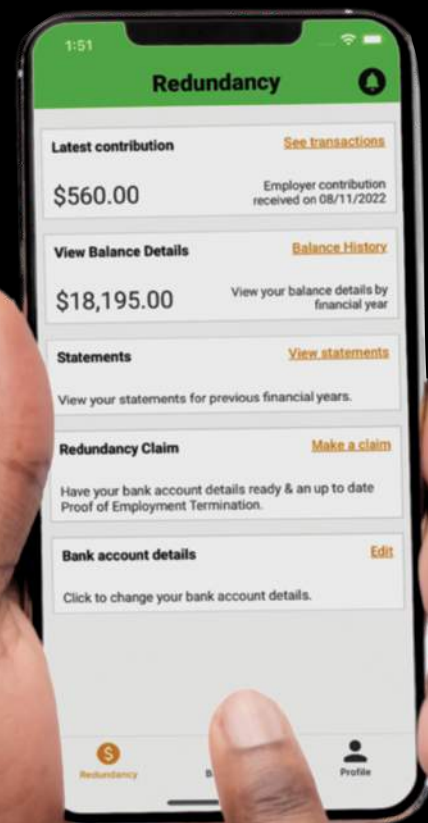 1:51
Redundancy
Latest contribution See transactions
$560.00 Employer contribution
received on 08/11/2022
View Balance Details Balance History
$18,195.00 View your balance details by
financial year
Statements View statements
View your statements for previous financial years.
Redundancy Claim Make a claim
Have your bank account details ready & an up to date
Proof of Employment Termination.
Bank account details Edit
Click to change your bank account details.
$
Redundancy Profile